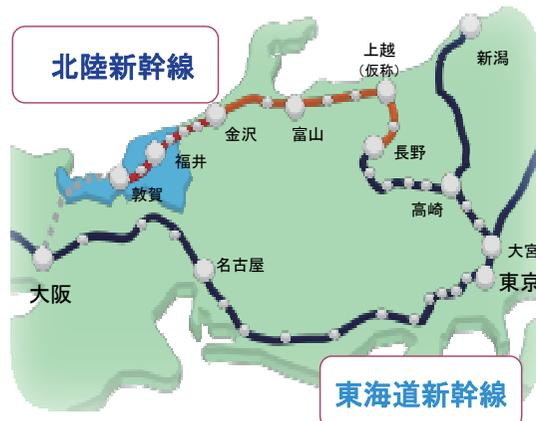 北陸新幹線
上越
(仮称)
新潟
金沢
富山
福井
長野
敦賀
高崎
大宮
名古屋
東京
大阪
東海道新幹線